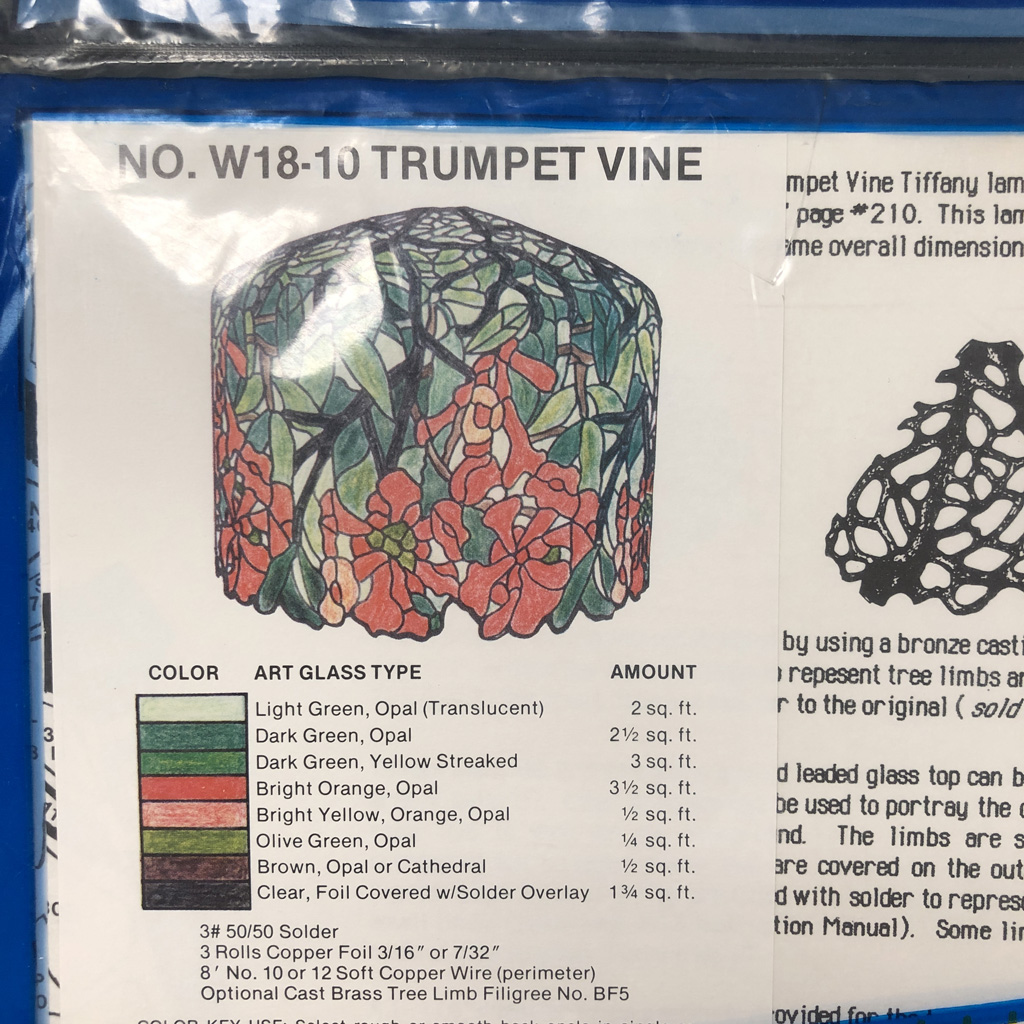 NO. W18-10 TRUMPET VINE
COLOR ART GLASS TYPE AMOUNT
Light Green, Opal (Translucent) 2 sq. ft.
Dark Green, Opal 2½ sq. ft.
Dark Green, Yellow Streaked 3 sq. ft.
Bright Orange, Opal 3½ sq. ft.
Bright Yellow, Orange, Opal ½ sq. ft.
Olive Green, Opal ¼ sq. ft.
Brown, Opal or Cathedral ½ sq. ft.
Clear, Foil Covered w/Solder Overlay 1¾ sq. ft.
3# 50/50 Solder
3 Rolls Copper Foil 3/16" or 7/32"
8' No. 10 or 12 Soft Copper Wire (perimeter)
Optional Cast Brass Tree Limb Filigree No. BF5
mpet Vine Tiffany lam
' page #210. This lam
ame overall dimension
by using a bronze casti
repesent tree limbs ar
r to the original ( sold
d leaded glass top can b
be used to portray the
nd. The limbs are s
are covered on the out
d with solder to repres
tion Manual). Some lir